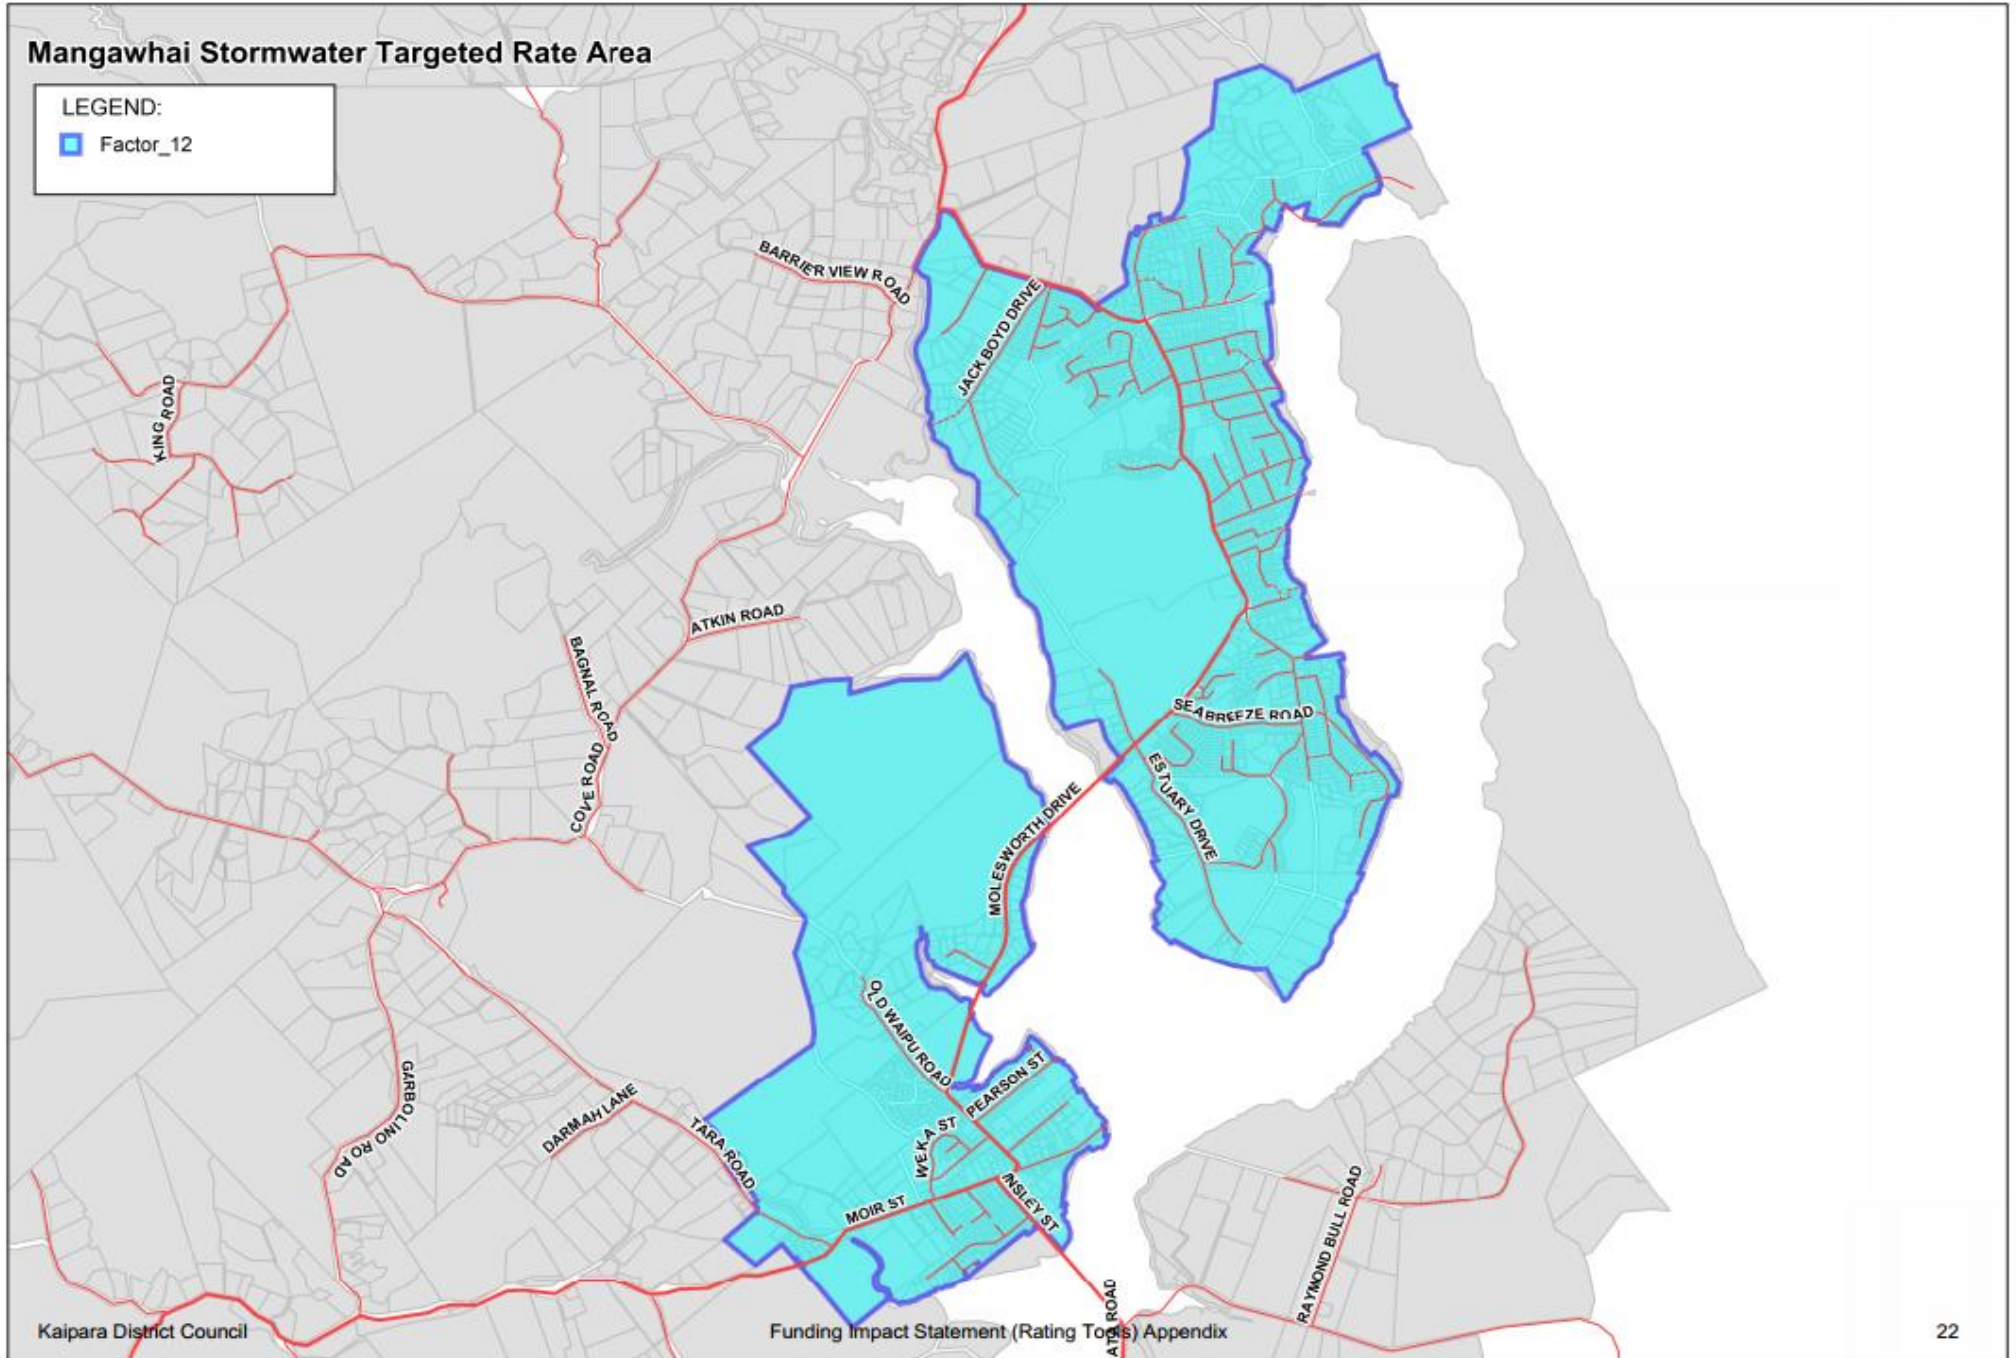 Mangawhai Stormwater Targeted Rate Area
LEGEND:
Factor_12
BARRIER VIEW ROAD
JACK BOYD DRIVE
KING ROAD
ATKIN ROAD
BAGNAL ROAD
COVE ROAD
SEABREEZE ROAD
ESTUARY DRIVE
MOLESWORTH DRIVE
OLD WAIPU ROAD
PEARSON ST
WEKA ST
GARBOLINO ROAD
DARMAH LANE
TARA ROAD
MOIR ST
INSLEY ST
RAYMOND BULL ROAD
ROAD
Kaipara District Council
Funding Impact Statement (Rating Tools) Appendix
22